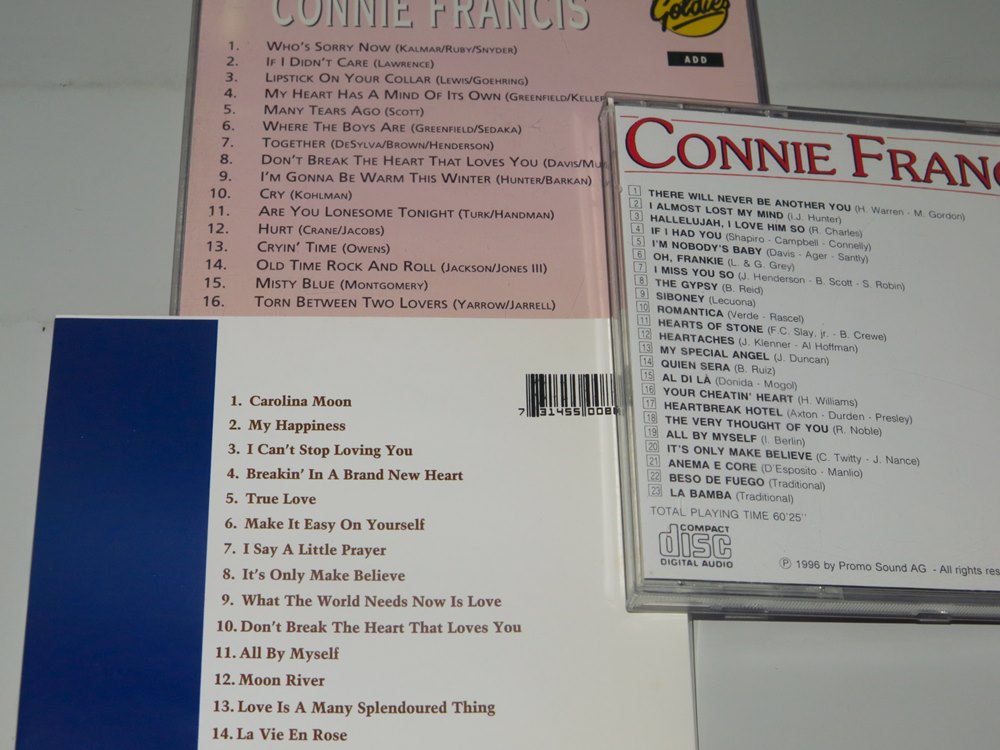 CONNIE FRANCIS
Goldies
ADD
1. WHO'S SORRY NOW (KALMAR/RUBY/SNYDER)
2. IF I DIDN'T CARE (LAWRENCE)
3. LIPSTICK ON YOUR COLLAR (LEWIS/GOEHRING)
4. MY HEART HAS A MIND OF ITS OWN (GREENFIELD/KELLER
5. MANY TEARS AGO (SCOTT)
6. WHERE THE BOYS ARE (GREENFIELD/SEDAKA)
7. TOGETHER (DESYLVA/BROWN/HENDERSON)
8. DON'T BREAK THE HEART THAT LOVES YOU (DAVIS/MU
9. I'M GONNA BE WARM THIS WINTER (HUNTER/BARKAN)
10. CRY (KOHLMAN)
11. ARE YOU LONESOME TONIGHT (TURK/HANDMAN)
12. HURT (CRANE/JACOBS)
13. CRYIN' TIME (OWENS)
14. OLD TIME ROCK AND ROLL (JACKSON/JONES III)
15. MISTY BLUE (MONTGOMERY)
16. TORN BETWEEN TWO LOVERS (YARROW/JARRELL)
CONNIE FRANC
1 THERE WILL NEVER BE ANOTHER YOU (H. Warren - M. Gordon)
2 I ALMOST LOST MY MIND (I.J. Hunter)
3 HALLELUJAH, I LOVE HIM SO (R. Charles)
4 IF I HAD YOU (Shapiro - Campbell - Connelly)
5 I'M NOBODY'S BABY (Davis - Ager - Santly)
6 OH, FRANKIE (L. & G. Grey)
7 I MISS YOU SO (J. Henderson - B. Scott - S. Robin)
8 THE GYPSY (B. Reid)
9 SIBONEY (Lecuona)
10 ROMANTICA (Verde - Rascel)
11 HEARTS OF STONE (F.C. Slay, jr. - B. Crewe)
12 HEARTACHES (J. Klenner - Al Hoffman)
13 MY SPECIAL ANGEL (J. Duncan)
14 QUIEN SERA (B. Ruiz)
15 AL DI LÀ (Donida - Mogol)
16 YOUR CHEATIN' HEART (H. Williams)
17 HEARTBREAK HOTEL (Axton - Durden - Presley)
18 THE VERY THOUGHT OF YOU (R. Noble)
19 ALL BY MYSELF (I. Berlin)
20 IT'S ONLY MAKE BELIEVE (C. Twitty - J. Nance)
21 ANEMA E CORE (D'Esposito - Manlio)
22 BESO DE FUEGO (Traditional)
23 LA BAMBA (Traditional)
TOTAL PLAYING TIME 60'25"
COMPACT
disc
DIGITAL AUDIO
℗ 1996 by Promo Sound AG - All rights res
7 31455 008
1. Carolina Moon
2. My Happiness
3. I Can't Stop Loving You
4. Breakin' In A Brand New Heart
5. True Love
6. Make It Easy On Yourself
7. I Say A Little Prayer
8. It's Only Make Believe
9. What The World Needs Now Is Love
10. Don't Break The Heart That Loves You
11. All By Myself
12. Moon River
13. Love Is A Many Splendoured Thing
14. La Vie En Rose